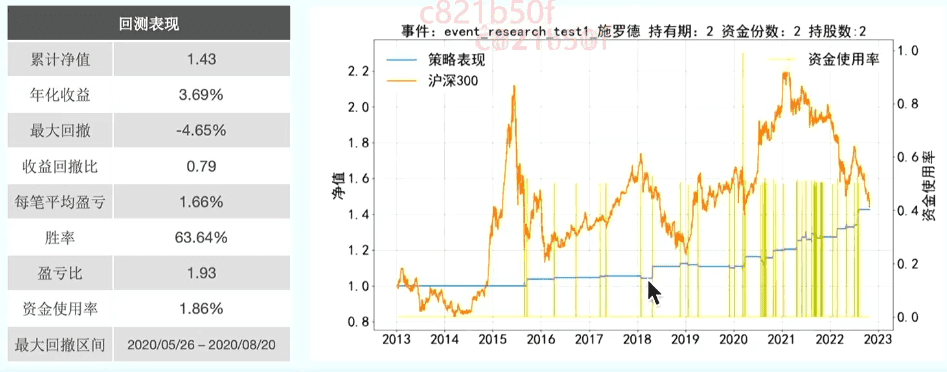 回测表现
累计净值 1.43
年化收益 3.69%
最大回撤 -4.65%
收益回撤比 0.79
每笔平均盈亏 1.66%
胜率 63.64%
盈亏比 1.93
资金使用率 1.86%
最大回撤区间 2020/05/26 – 2020/08/20
c821b50f
事件: event_research_test1_施罗德 持有期: 2 资金份数: 2 持股数:2
c821b50f
策略表现
沪深300
资金使用率
净值
2.2
2.0
1.8
1.6
1.4
1.2
1.0
0.8
1.0
0.8
0.6
0.4
0.2
0.0
资金使用率
2013 2014 2015 2016 2017 2018 2019 2020 2021 2022 2023